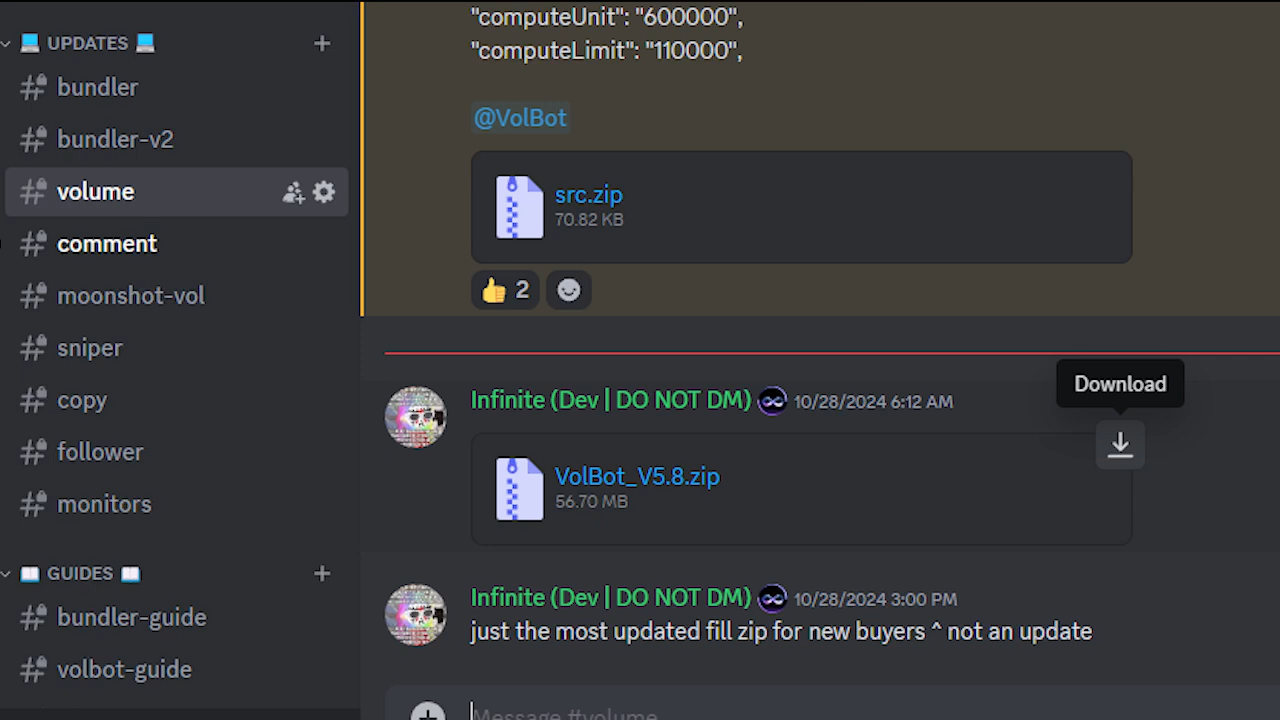 UPDATES
bundler
bundler-v2
volume
comment
moonshot-vol
sniper
copy
follower
monitors
GUIDES
bundler-guide
volbot-guide
"computeUnit": "600000",
"computeLimit": "110000",
@VolBot
src.zip
70.82 KB
2
Download
Infinite (Dev | DO NOT DM) 10/28/2024 6:12 AM
VolBot_V5.8.zip
56.70 MB
Infinite (Dev | DO NOT DM) 10/28/2024 3:00 PM
just the most updated fill zip for new buyers ^ not an update
Message #volume